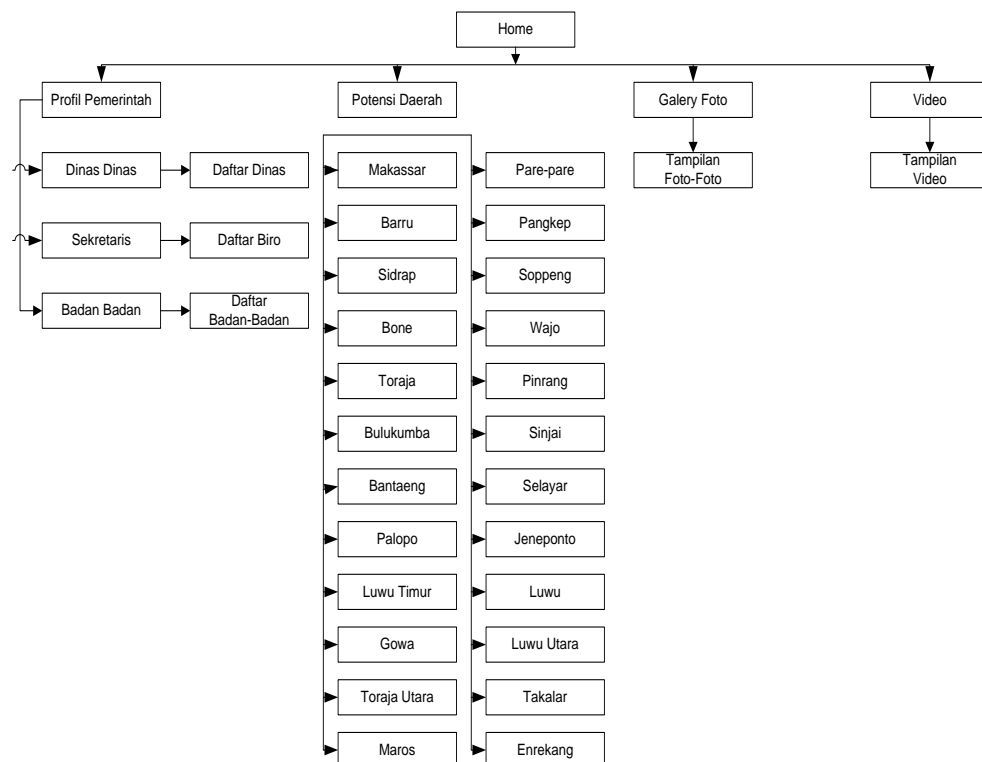 Home
Profil Pemerintah
Potensi Daerah
Galery Foto
Video
Dinas Dinas
Daftar Dinas
Makassar
Pare-pare
Tampilan
Foto-Foto
Tampilan
Video
Barru
Pangkep
Sekretaris
Daftar Biro
Sidrap
Soppeng
Badan Badan
Daftar
Badan-Badan
Bone
Wajo
Toraja
Pinrang
Bulukumba
Sinjai
Bantaeng
Selayar
Palopo
Jeneponto
Luwu Timur
Luwu
Gowa
Luwu Utara
Toraja Utara
Takalar
Maros
Enrekang